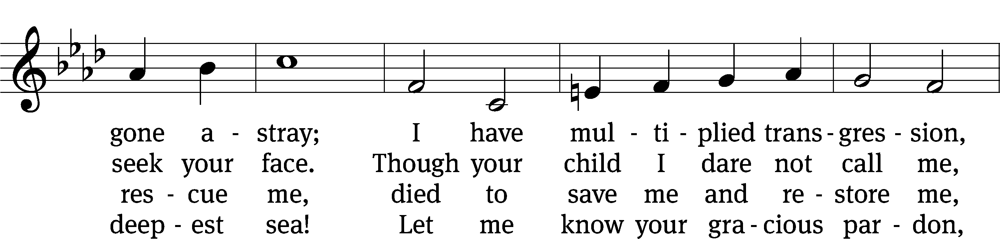 gone a - stray; I have mul - ti - plied trans - gres - sion,
seek your face. Though your child I dare not call me,
res - cue me, died to save me and re - store me,
deep - est sea! Let me know your gra - cious par - don,